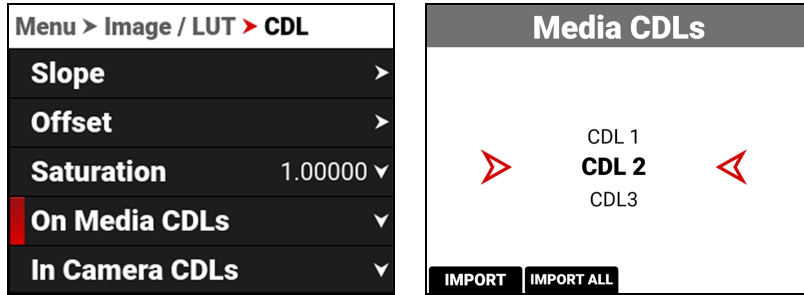 Menu > Image / LUT > CDL
Slope
Offset
Saturation 1.00000
On Media CDLs
In Camera CDLs
Media CDLs
CDL 1
CDL 2
CDL3
IMPORT IMPORT ALL